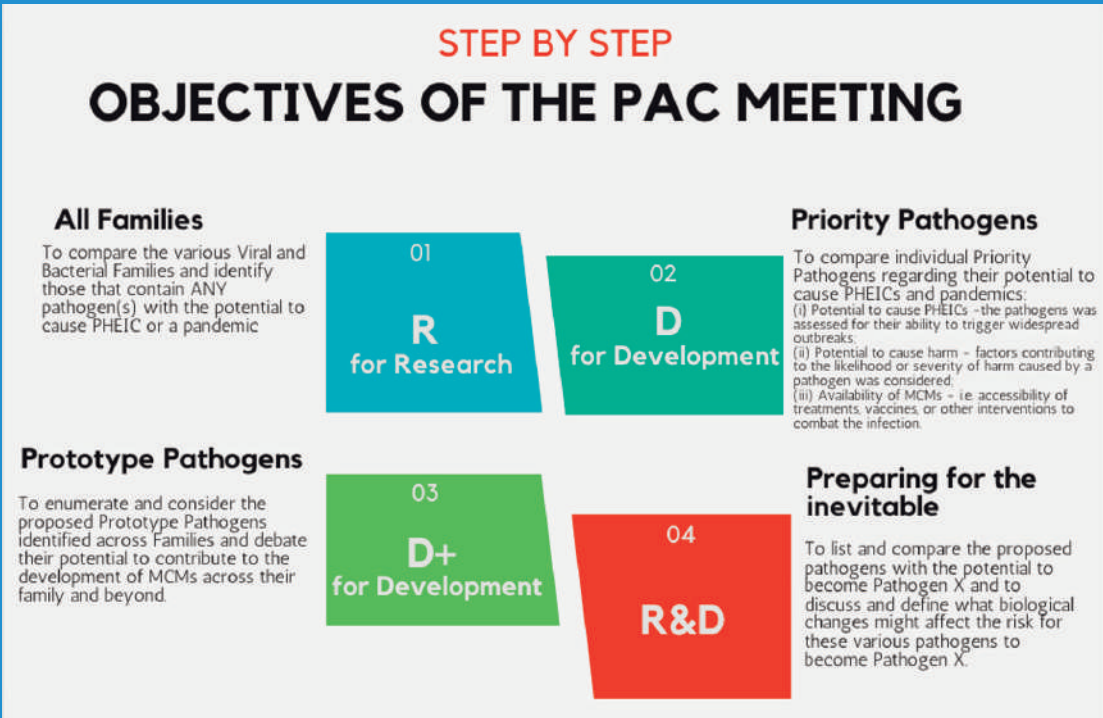 STEP BY STEP
OBJECTIVES OF THE PAC MEETING
All Families
To compare the various Viral and
Bacterial Families and identify
those that contain ANY
pathogen(s) with the potential to
cause PHEIC or a pandemic
01
R
for Research
02
D
for Development
Priority Pathogens
To compare individual Priority
Pathogens regarding their potential to
cause PHEICs and pandemics:
(i) Potential to cause PHEICs -the pathogens was
assessed for their ability to trigger widespread
outbreaks;
(ii) Potential to cause harm - factors contributing
to the likelihood or severity of harm caused by a
pathogen was considered;
(iii) Availability of MCMs - i.e. accessibility of
treatments, vaccines, or other interventions to
combat the infection.
Prototype Pathogens
To enumerate and consider the
proposed Prototype Pathogens
identified across Families and debate
their potential to contribute to the
development of MCMs across their
family and beyond.
03
D+
for Development
04
R&D
Preparing for the
inevitable
To list and compare the proposed
pathogens with the potential to
become Pathogen X and to
discuss and define what biological
changes might affect the risk for
these various pathogens to
become Pathogen X.